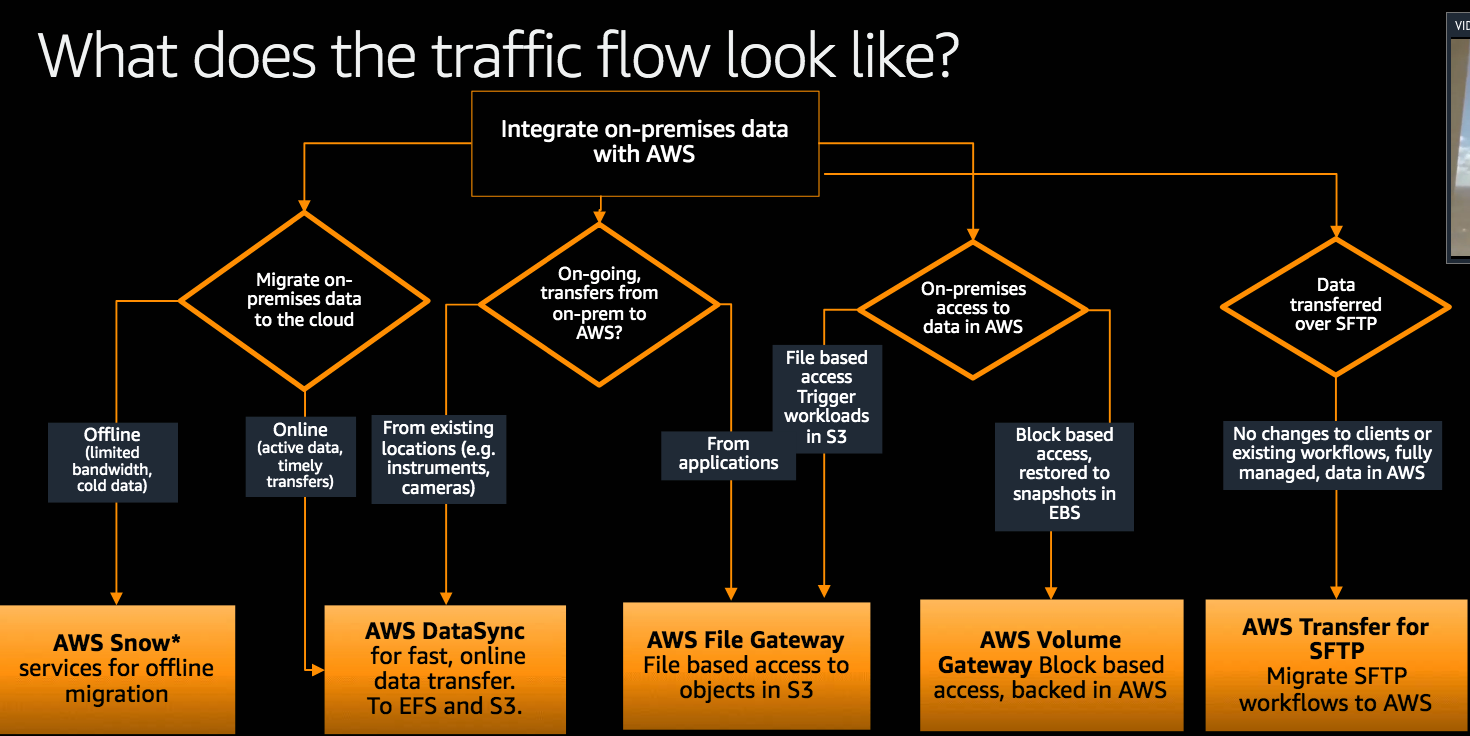 What does the traffic flow look like?
VID
Integrate on-premises data
with AWS
Migrate on-
premises data
to the cloud
On-going,
transfers from
on-prem to
AWS?
On-premises
access to
data in AWS
Data
transferred
over SFTP
Offline
(limited
bandwidth,
cold data)
Online
(active data,
timely
transfers)
From existing
locations (e.g.
instruments,
cameras)
From
applications
File based
access
Trigger
workloads
in S3
Block based
access,
restored to
snapshots in
EBS
No changes to clients or
existing workflows, fully
managed, data in AWS
AWS Snow*
services for offline
migration
AWS DataSync
for fast, online
data transfer.
To EFS and S3.
AWS File Gateway
File based access to
objects in S3
AWS Volume
Gateway Block based
access, backed in AWS
AWS Transfer for
SFTP
Migrate SFTP
workflows to AWS